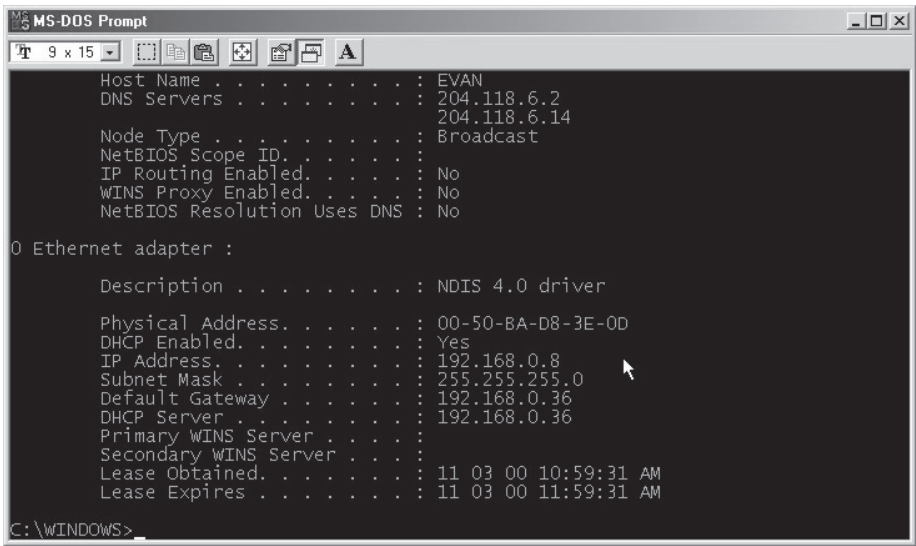 MS-DOS Prompt
9 x 15
A
Host Name . . . . . . . . . : EVAN
DNS Servers . . . . . . . . : 204.118.6.2
204.118.6.14
Node Type . . . . . . . . . : Broadcast
NetBIOS Scope ID. . . . . . :
IP Routing Enabled. . . . . : No
WINS Proxy Enabled. . . . . : No
NetBIOS Resolution Uses DNS : No
0 Ethernet adapter :
Description . . . . . . . . : NDIS 4.0 driver
Physical Address. . . . . . : 00-50-BA-D8-3E-0D
DHCP Enabled. . . . . . . . : Yes
IP Address. . . . . . . . . : 192.168.0.8
Subnet Mask . . . . . . . . : 255.255.255.0
Default Gateway . . . . . . : 192.168.0.36
DHCP Server . . . . . . . . : 192.168.0.36
Primary WINS Server . . . . :
Secondary WINS Server . . . :
Lease Obtained. . . . . . . : 11 03 00 10:59:31 AM
Lease Expires . . . . . . . : 11 03 00 11:59:31 AM
C:\WINDOWS>_